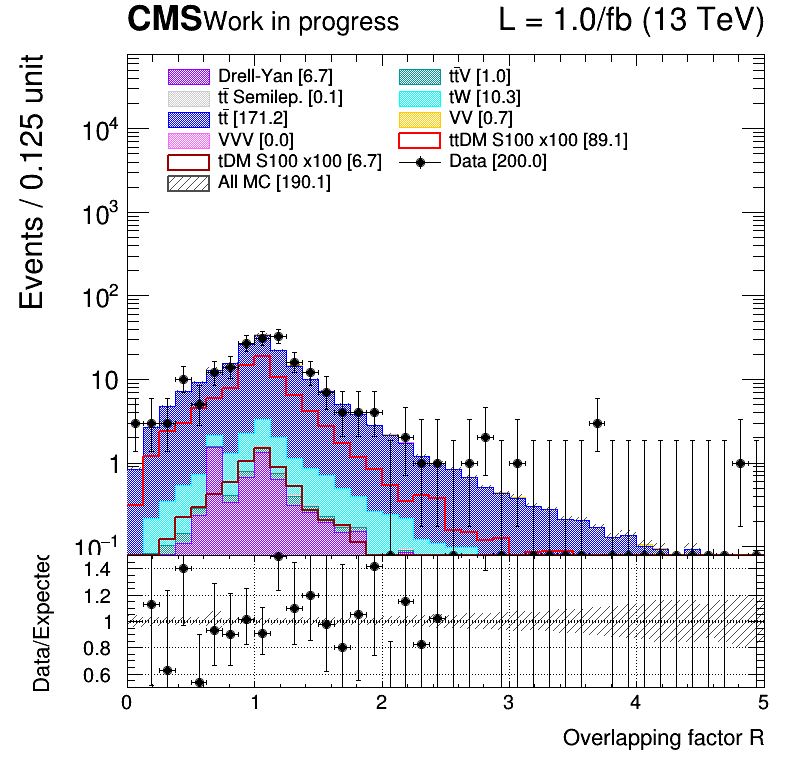 CMS Work in progress L = 1.0/fb (13 TeV)
Events / 0.125 unit
Drell-Yan [6.7] tt̄V [1.0]
tt̄ Semilep. [0.1] tW [10.3]
tt̄ [171.2] VV [0.7]
VVV [0.0] ttDM S100 x100 [89.1]
tDM S100 x100 [6.7] Data [200.0]
All MC [190.1]
10⁴
10³
10²
10
1
10⁻¹
Data/Expected
1.4
1.2
1
0.8
0.6
0 1 2 3 4 5
Overlapping factor R